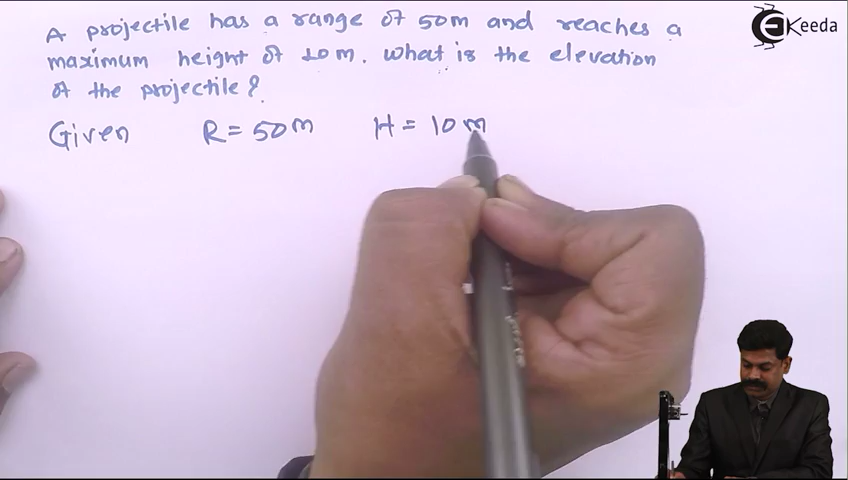 A projectile has a range of 50m and reaches a
maximum height of 10m. What is the elevation
of the projectile?
Given R = 50m H = 10m
EKeeda